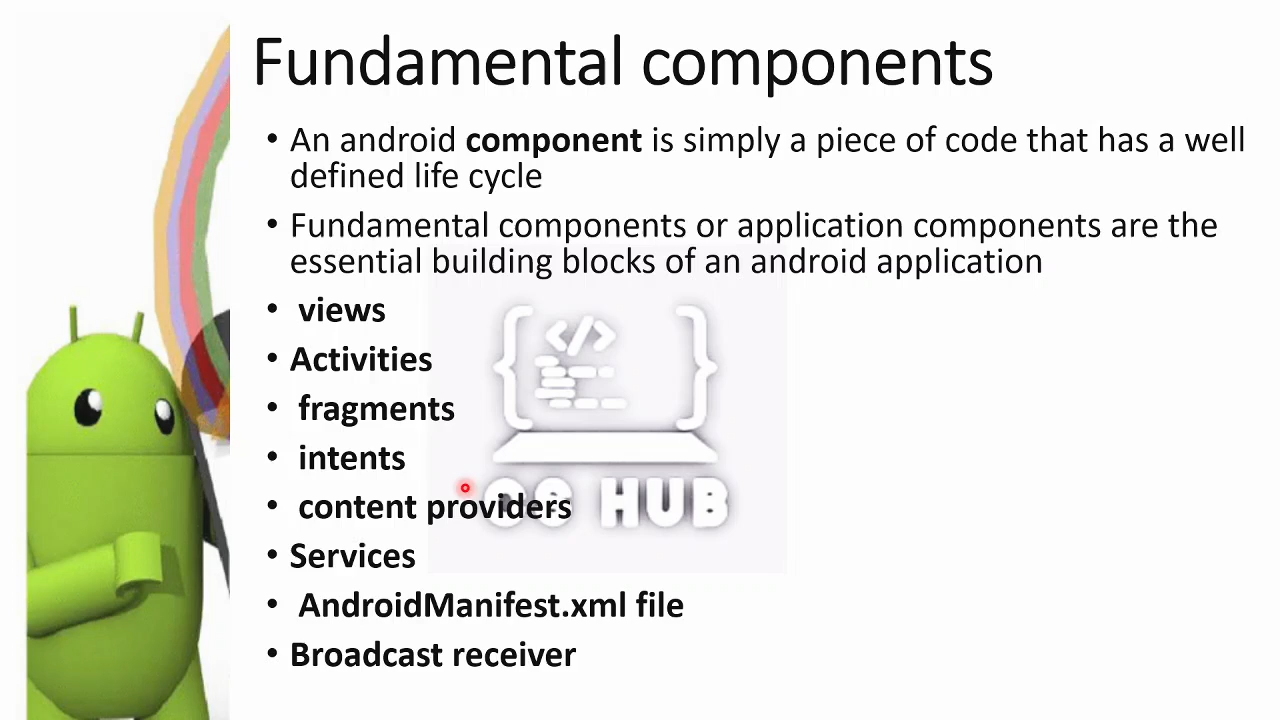 Fundamental components
• An android component is simply a piece of code that has a well
defined life cycle
• Fundamental components or application components are the
essential building blocks of an android application
• views
• Activities
• fragments
• intents
• content providers
• Services
• AndroidManifest.xml file
• Broadcast receiver
</>
HUB